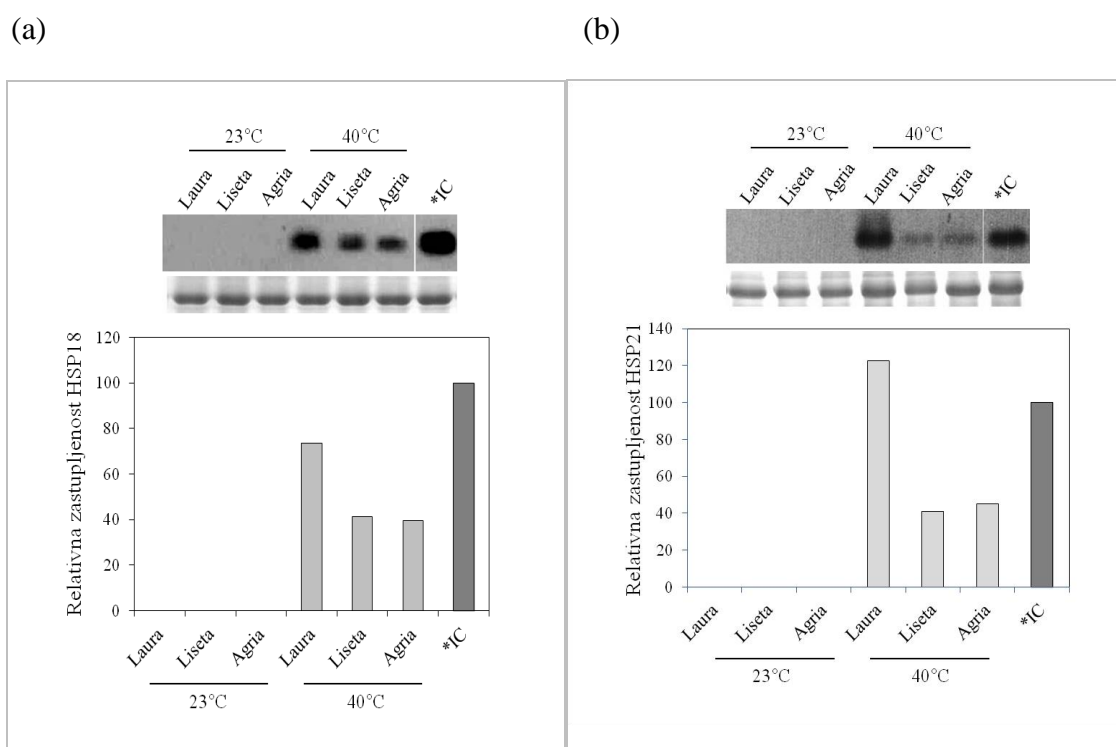 (a)
23°C 40°C
Laura Liseta Agria Laura Liseta Agria *IC
Relativna zastupljenost HSP18
120
100
80
60
40
20
0
Laura Liseta Agria Laura Liseta Agria *IC
23°C 40°C
(b)
23°C 40°C
Laura Liseta Agria Laura Liseta Agria *IC
Relativna zastupljenost HSP21
140
120
100
80
60
40
20
0
Laura Liseta Agria Laura Liseta Agria *IC
23°C 40°C